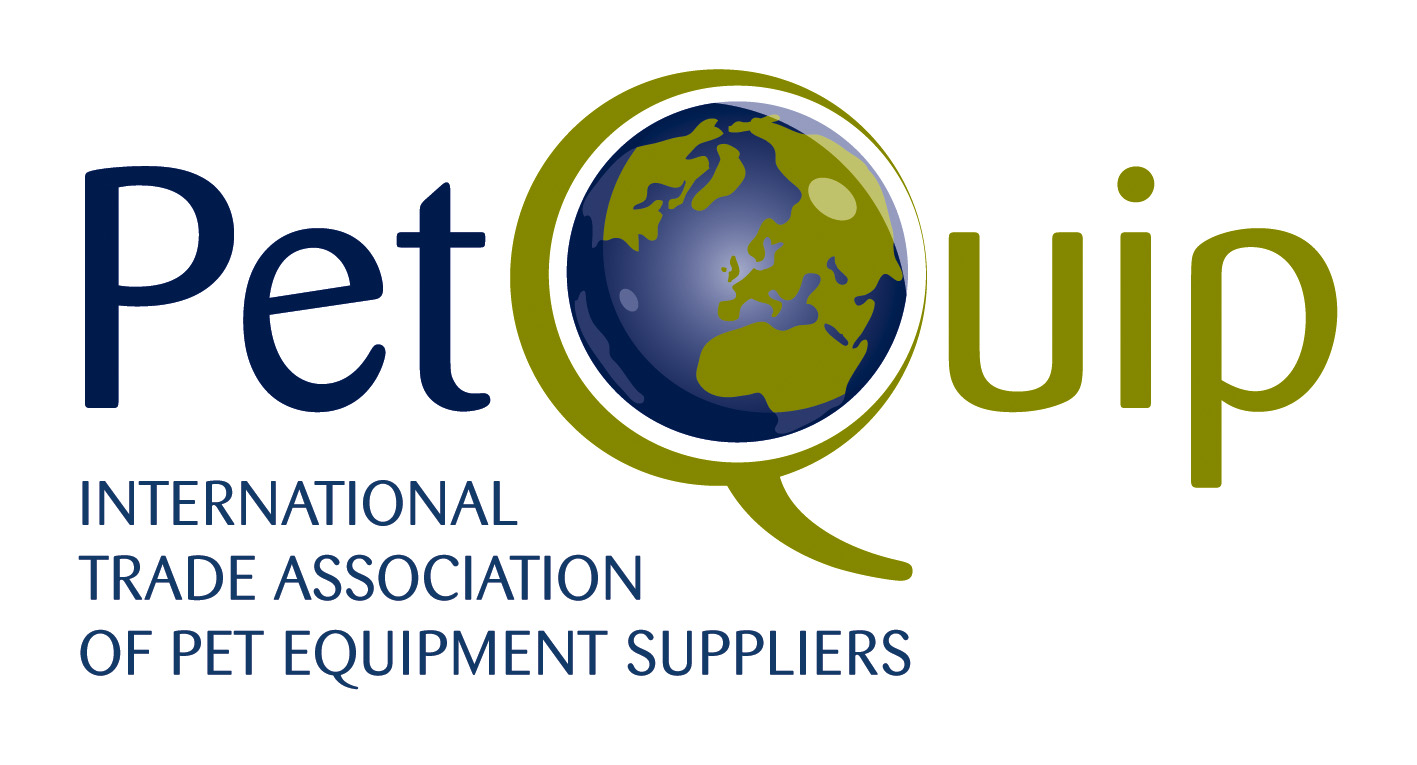 PetQuip
INTERNATIONAL
TRADE ASSOCIATION
OF PET EQUIPMENT SUPPLIERS